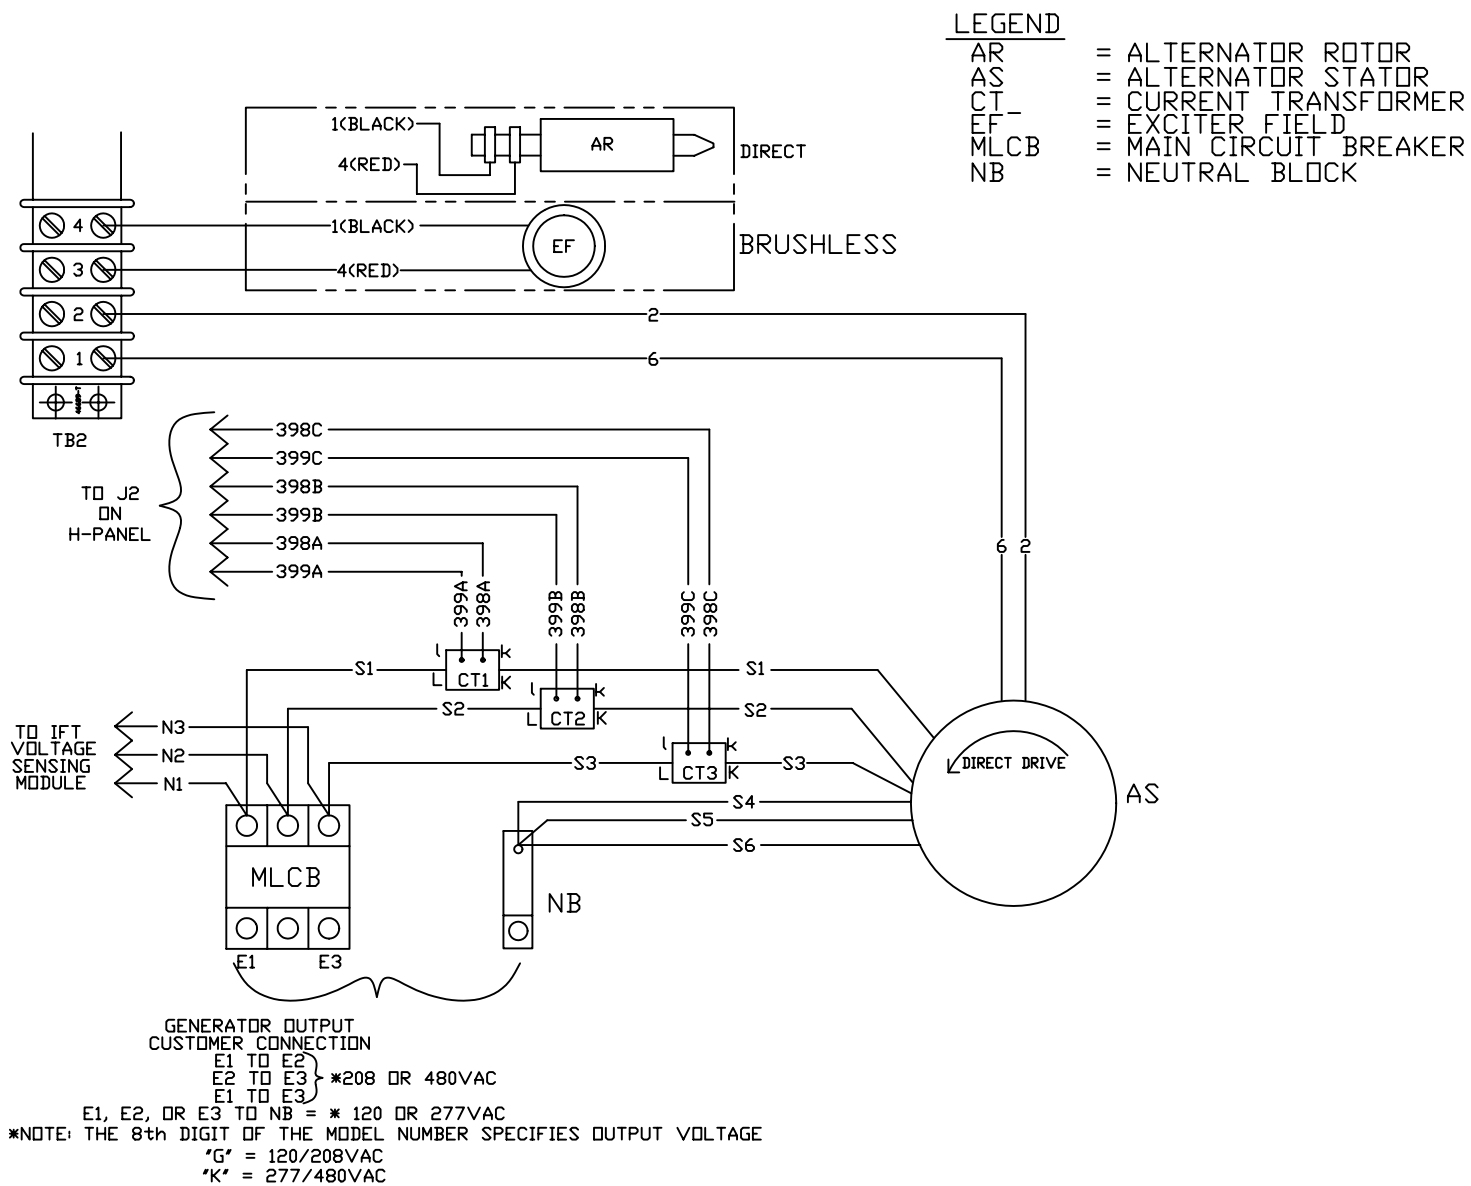 LEGEND
AR = ALTERNATOR ROTOR
AS = ALTERNATOR STATOR
CT_ = CURRENT TRANSFORMER
EF = EXCITER FIELD
MLCB = MAIN CIRCUIT BREAKER
NB = NEUTRAL BLOCK
1(BLACK)
4(RED)
AR
DIRECT
4
1(BLACK)
EF
BRUSHLESS
3
4(RED)
2
2
1
6
TB2
398C
399C
398B
399B
398A
399A
TO J2
ON
H-PANEL
6 2
399A
398A
399B
398B
399C
398C
l k
S1
L CT1 K
S1
l k
S2
L CT2 K
S2
l k
S3
L CT3 K
S3
TO IFT
VOLTAGE
SENSING
MODULE
N3
N2
N1
DIRECT DRIVE
AS
S4
S5
S6
MLCB
NB
E1 E3
GENERATOR OUTPUT
CUSTOMER CONNECTION
E1 TO E2
E2 TO E3 *208 OR 480VAC
E1 TO E3
E1, E2, OR E3 TO NB = * 120 OR 277VAC
*NOTE: THE 8th DIGIT OF THE MODEL NUMBER SPECIFIES OUTPUT VOLTAGE
"G" = 120/208VAC
"K" = 277/480VAC